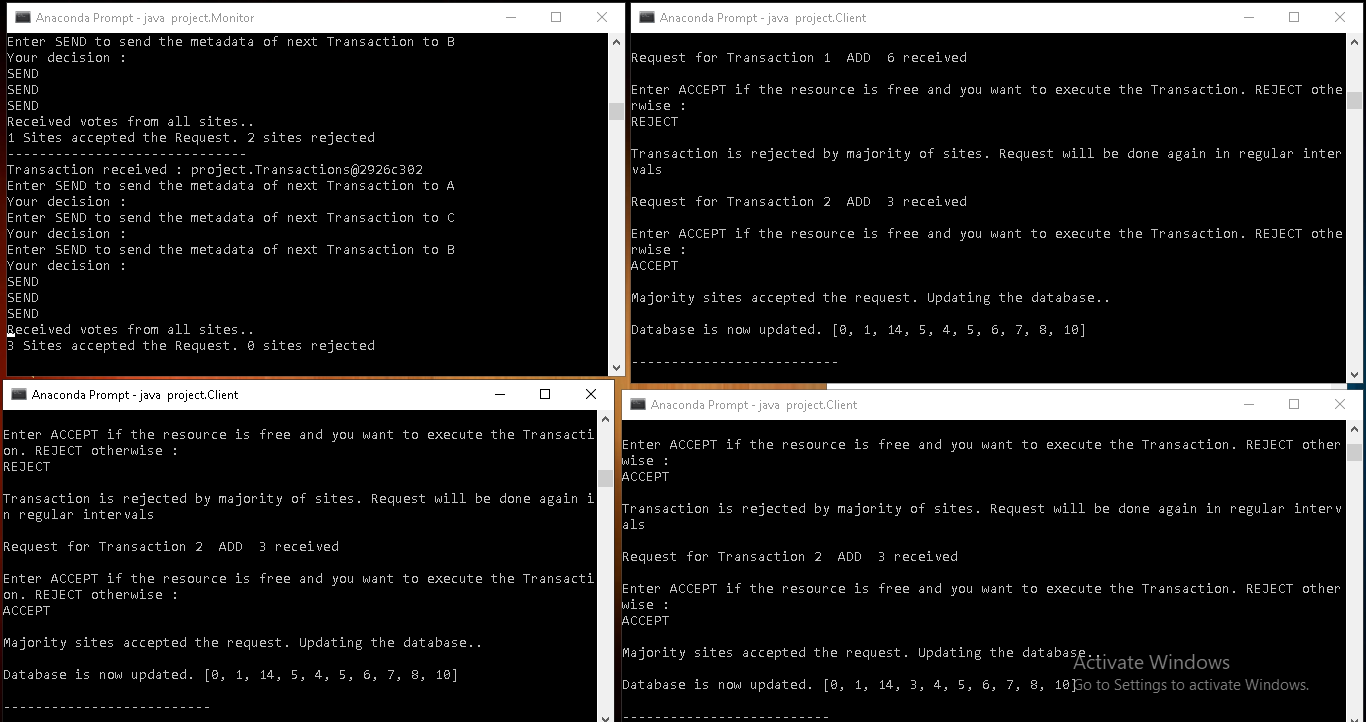 Anaconda Prompt - java project.Monitor
Enter SEND to send the metadata of next Transaction to B
Your decision :
SEND
SEND
SEND
Received votes from all sites..
1 Sites accepted the Request. 2 sites rejected
------------------------------
Transaction received : project.Transactions@2926c302
Enter SEND to send the metadata of next Transaction to A
Your decision :
Enter SEND to send the metadata of next Transaction to C
Your decision :
Enter SEND to send the metadata of next Transaction to B
Your decision :
SEND
SEND
SEND
Received votes from all sites..
3 Sites accepted the Request. 0 sites rejected
Anaconda Prompt - java project.Client
Request for Transaction 1 ADD 6 received
Enter ACCEPT if the resource is free and you want to execute the Transaction. REJECT othe
rwise :
REJECT
Transaction is rejected by majority of sites. Request will be done again in regular inter
vals
Request for Transaction 2 ADD 3 received
Enter ACCEPT if the resource is free and you want to execute the Transaction. REJECT othe
rwise :
ACCEPT
Majority sites accepted the request. Updating the database..
Database is now updated. [0, 1, 14, 5, 4, 5, 6, 7, 8, 10]
--------------------------
Anaconda Prompt - java project.Client
Enter ACCEPT if the resource is free and you want to execute the Transacti
on. REJECT otherwise :
REJECT
Transaction is rejected by majority of sites. Request will be done again i
n regular intervals
Request for Transaction 2 ADD 3 received
Enter ACCEPT if the resource is free and you want to execute the Transacti
on. REJECT otherwise :
ACCEPT
Majority sites accepted the request. Updating the database..
Database is now updated. [0, 1, 14, 5, 4, 5, 6, 7, 8, 10]
--------------------------
Anaconda Prompt - java project.Client
Enter ACCEPT if the resource is free and you want to execute the Transaction. REJECT other
wise :
ACCEPT
Transaction is rejected by majority of sites. Request will be done again in regular interv
als
Request for Transaction 2 ADD 3 received
Enter ACCEPT if the resource is free and you want to execute the Transaction. REJECT other
wise :
ACCEPT
Majority sites accepted the request. Updating the database..
Database is now updated. [0, 1, 14, 3, 4, 5, 6, 7, 8, 10]
--------------------------
Activate Windows
Go to Settings to activate Windows.